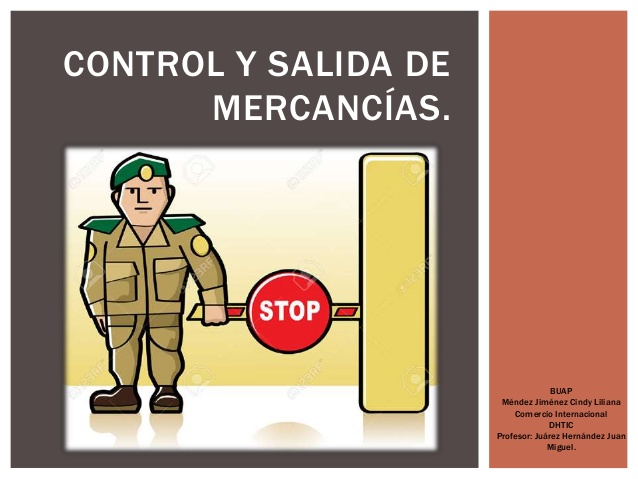 CONTROL Y SALIDA DE
MERCANCÍAS.
STOP
BUAP
Méndez Jiménez Cindy Liliana
Comercio Internacional
DHTIC
Profesor: Juárez Hernández Juan
Miguel.